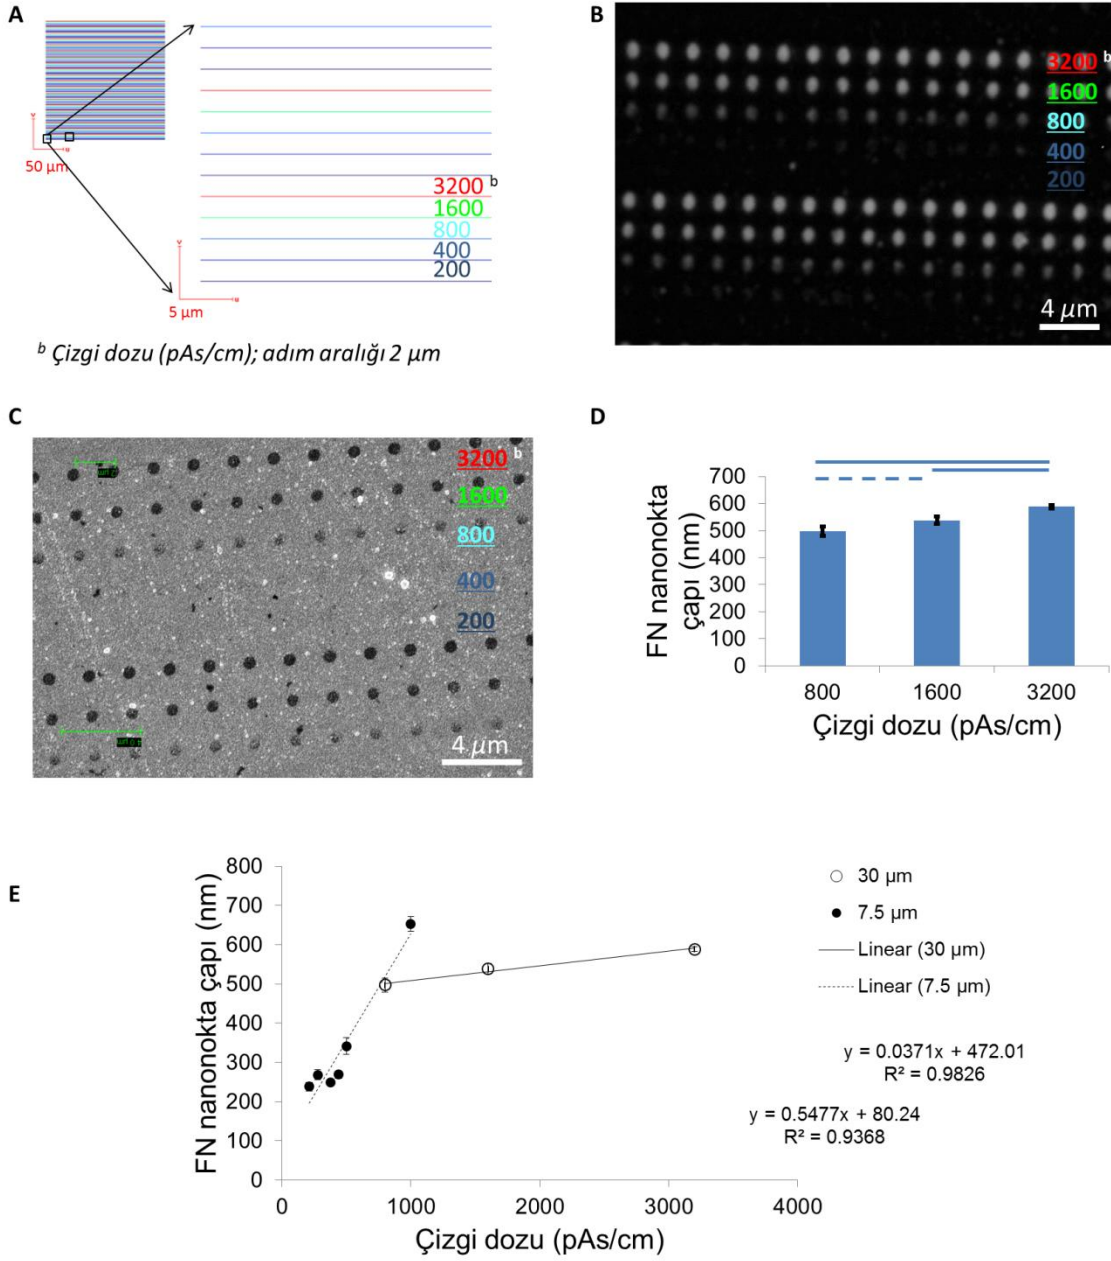 A
50 µm
3200 b
1600
800
400
200
5 µm
b Çizgi dozu (pAs/cm); adım aralığı 2 µm
B
3200 b
1600
800
400
200
4 µm
C
3200 b
1600
800
400
200
4 µm
D
FN nanonokta
çapı (nm)
700
600
500
400
300
200
100
0
800
1600
3200
Çizgi dozu (pAs/cm)
E
FN nanonokta çapı (nm)
800
700
600
500
400
300
200
100
0
0
1000
2000
3000
4000
Çizgi dozu (pAs/cm)
30 µm
7.5 µm
Linear (30 µm)
Linear (7.5 µm)
y = 0.0371x + 472.01
R² = 0.9826
y = 0.5477x + 80.24
R² = 0.9368